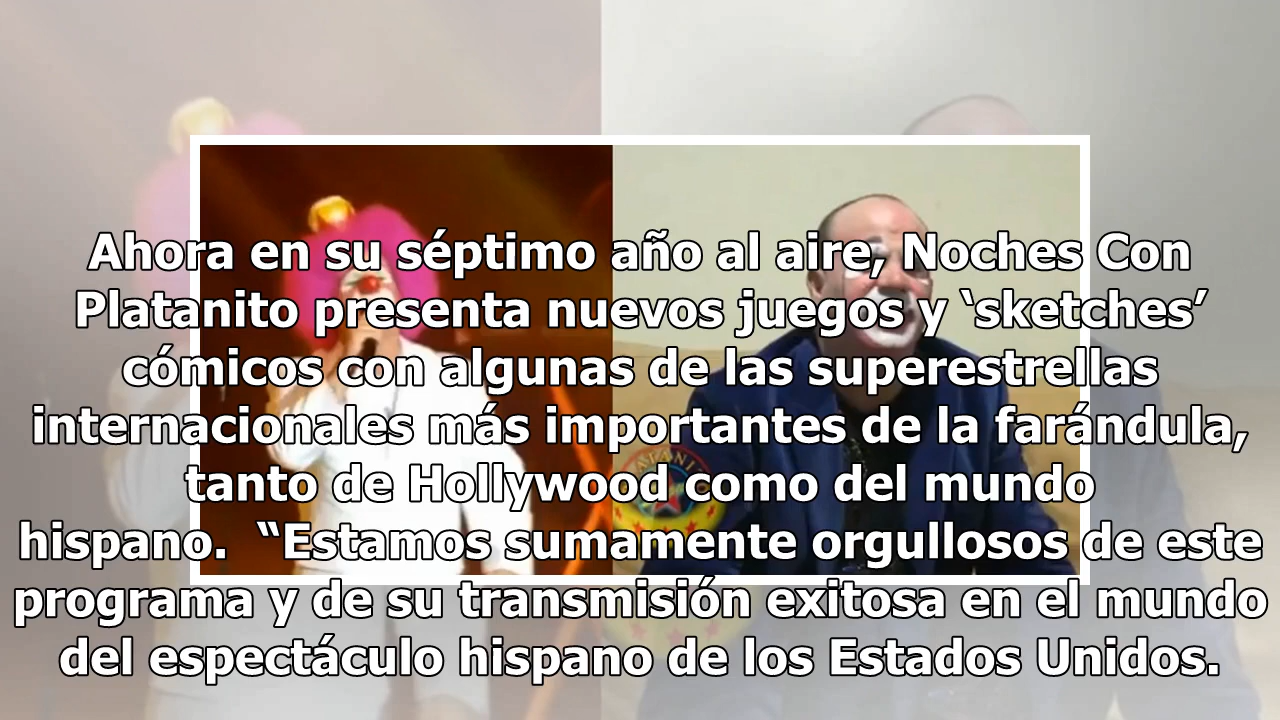 Ahora en su séptimo año al aire, Noches Con
Platanito presenta nuevos juegos y ‘sketches’
cómicos con algunas de las superestrellas
internacionales más importantes de la farándula,
tanto de Hollywood como del mundo
hispano.  “Estamos sumamente orgullosos de este
programa y de su transmisión exitosa en el mundo
del espectáculo hispano de los Estados Unidos.